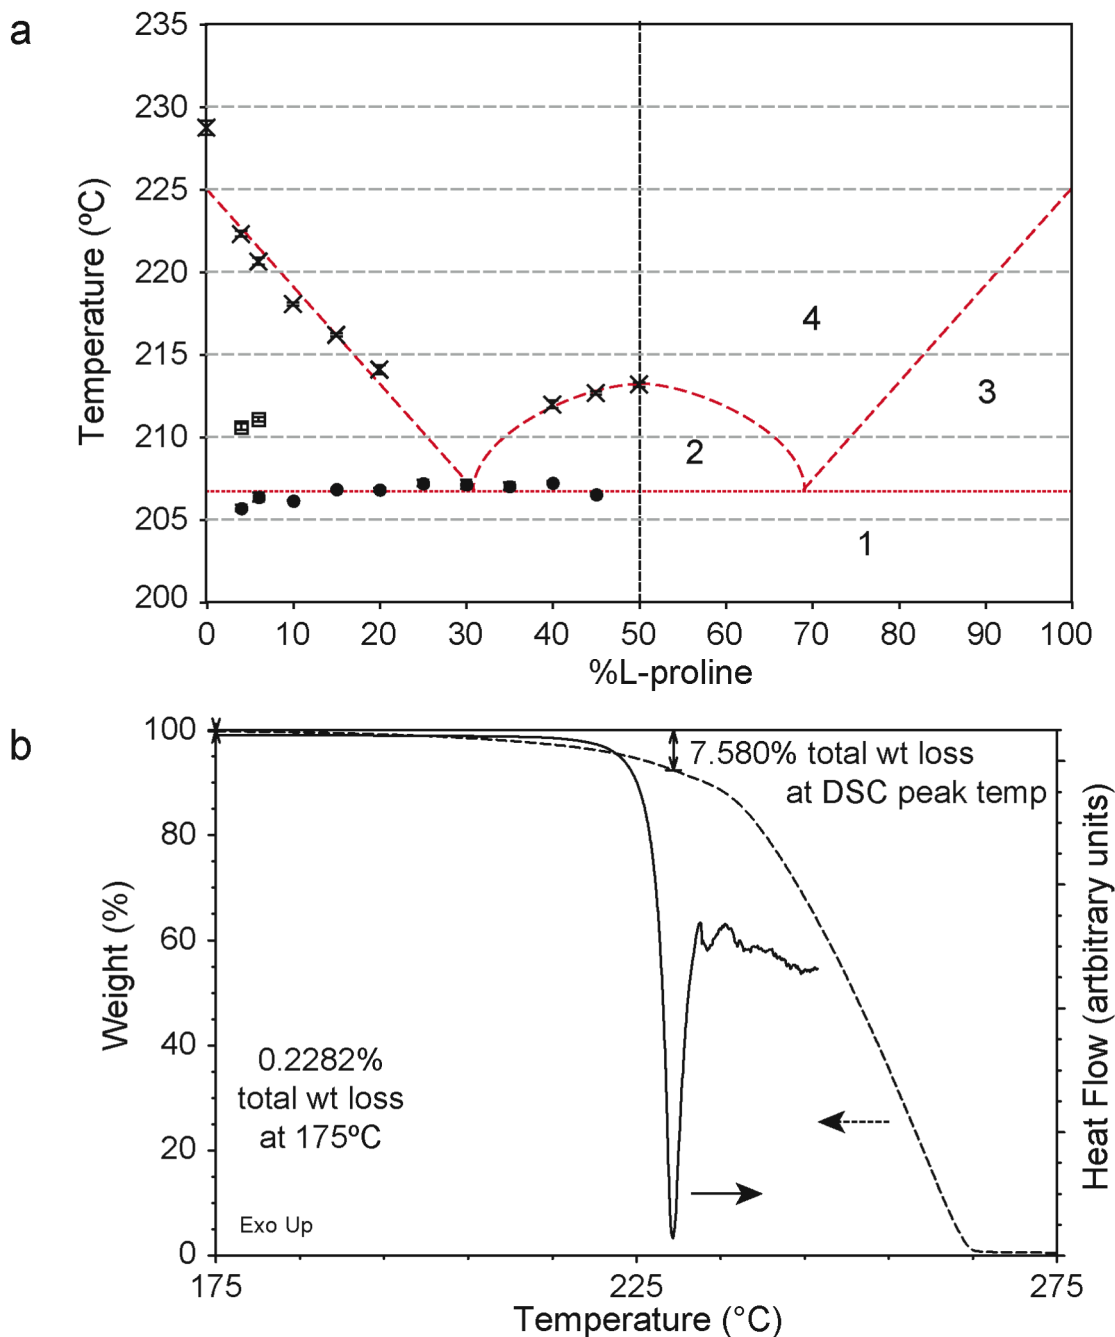 a
235
230
225
220
215
210
205
200
Temperature (ºC)
4
3
2
1
0 10 20 30 40 50 60 70 80 90 100
%L-proline
b
100
80
60
40
20
0
Weight (%)
7.580% total wt loss
at DSC peak temp
0.2282%
total wt loss
at 175ºC
Exo Up
Heat Flow (artbitrary units)
175 225 275
Temperature (°C)